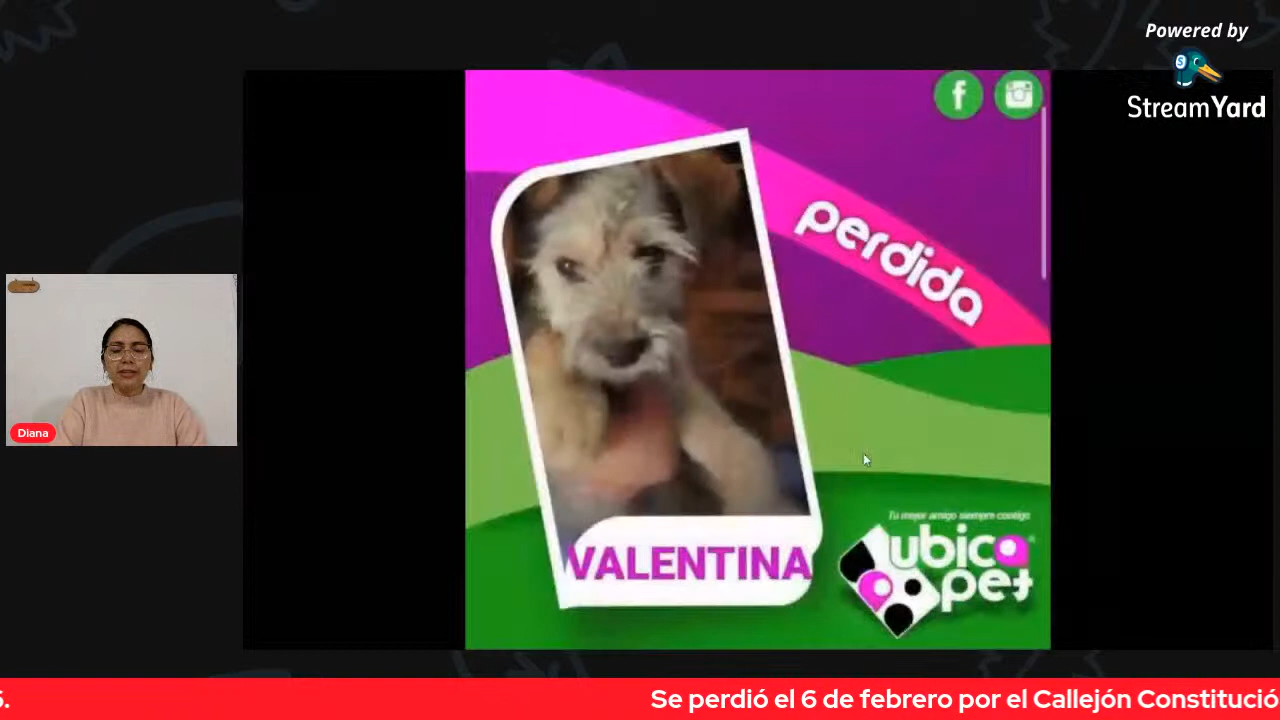 Powered by
StreamYard
perdida
Diana
VALENTINA
Tu mejor amigo siempre contigo
ubica
pet
Se perdió el 6 de febrero por el Callejón Constitució